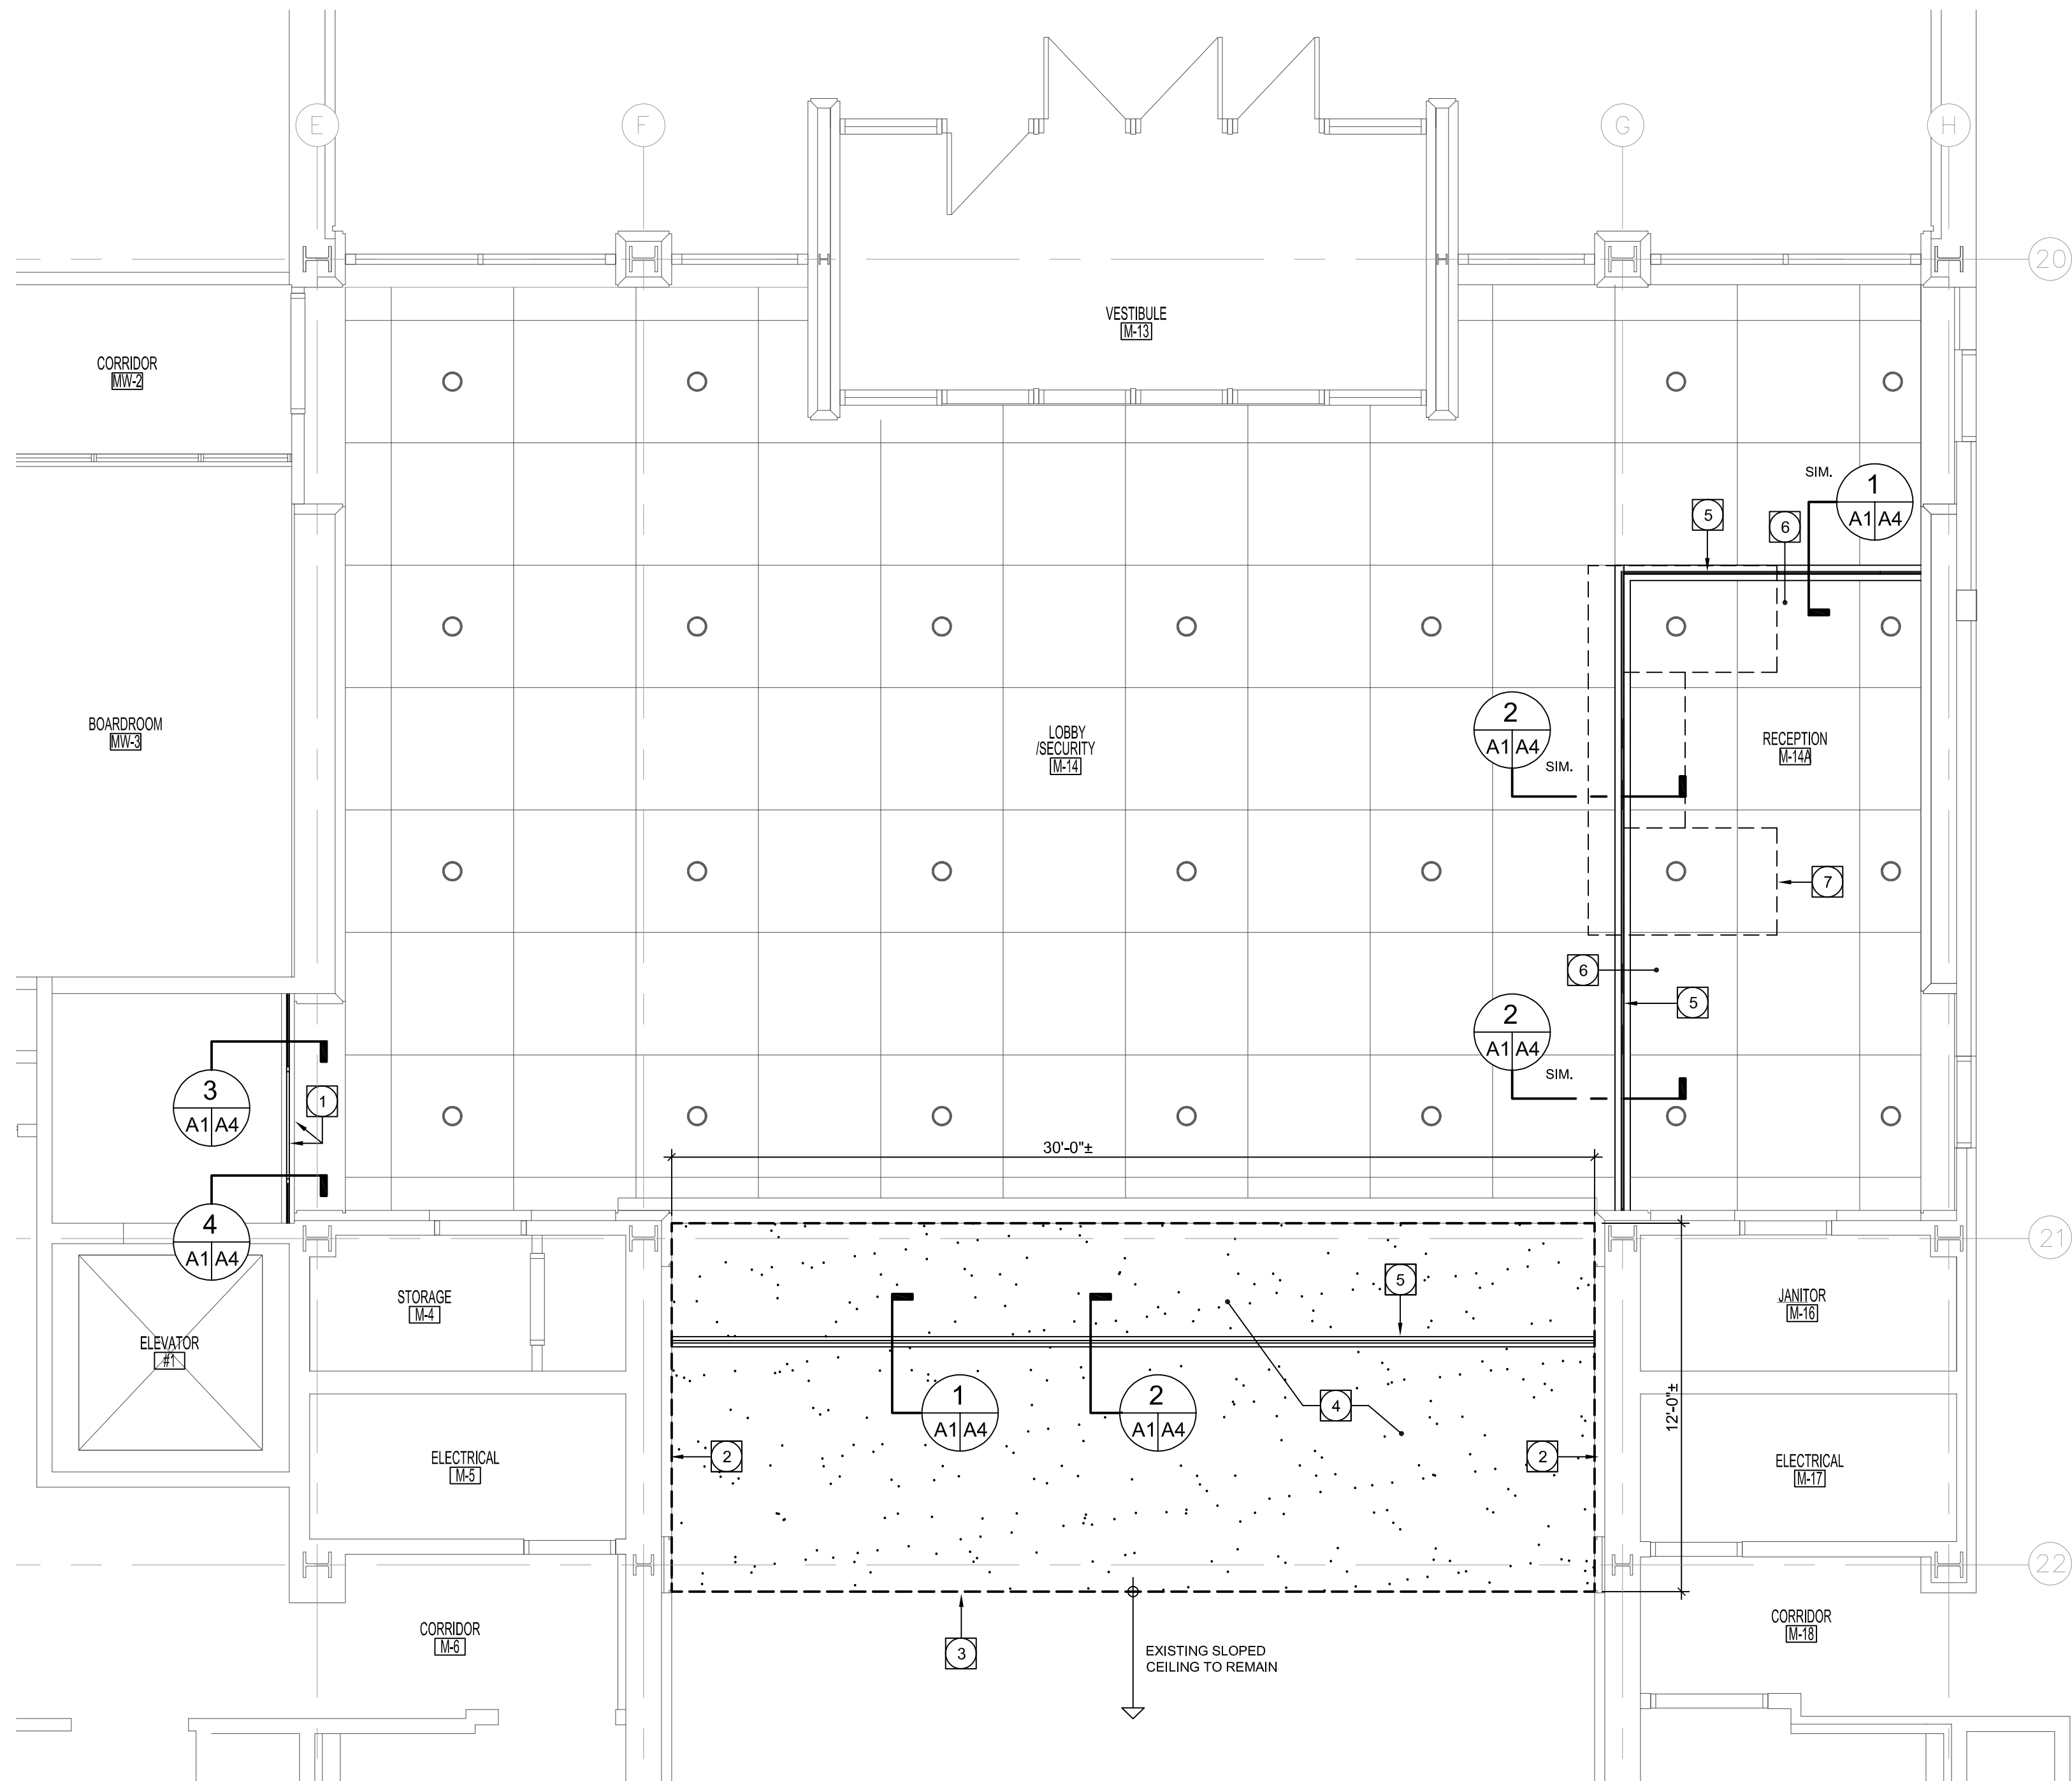 E
F
G
H
20
VESTIBULE
M-13
CORRIDOR
MW-2
SIM.
1
A1 A4
5
6
BOARDROOM
MW-3
LOBBY
/SECURITY
M-14
2
A1 A4
SIM.
RECEPTION
M-14A
7
6
5
2
A1 A4
SIM.
3
A1 A4
1
30'-0"±
4
A1 A4
21
STORAGE
M-4
5
JANITOR
M-16
ELEVATOR
#1
1
A1 A4
2
A1 A4
4
12'-0"±
ELECTRICAL
M-5
2
2
ELECTRICAL
M-17
22
CORRIDOR
M-6
3
EXISTING SLOPED
CEILING TO REMAIN
CORRIDOR
M-18